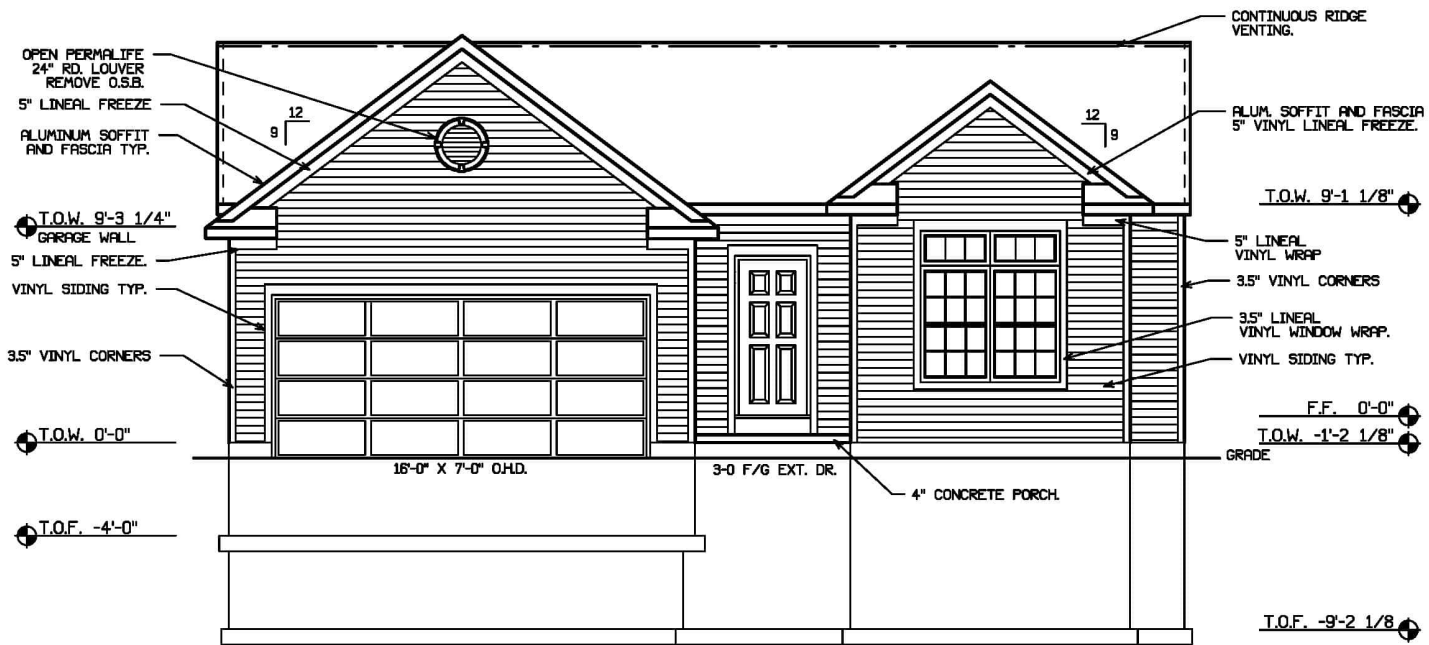 CONTINUOUS RIDGE
VENTING.
OPEN PERMALIFE
24" RD. LOUVER
REMOVE O.S.B.
5" LINEAL FREEZE
ALUMINUM SOFFIT
AND FASCIA TYP.
12
9
12
9
ALUM. SOFFIT AND FASCIA
5" VINYL LINEAL FREEZE.
T.O.W. 9'-3 1/4"
GARAGE WALL
T.O.W. 9'-1 1/8"
5" LINEAL FREEZE.
5" LINEAL
VINYL WRAP
VINYL SIDING TYP.
3.5" VINYL CORNERS
3.5" LINEAL
VINYL WINDOW WRAP.
3.5" VINYL CORNERS
VINYL SIDING TYP.
F.F. 0'-0"
T.O.W. 0'-0"
T.O.W. -1'-2 1/8"
GRADE
16'-0" X 7'-0" O.H.D.
3-0 F/G EXT. DR.
4" CONCRETE PORCH.
T.O.F. -4'-0"
T.O.F. -9'-2 1/8